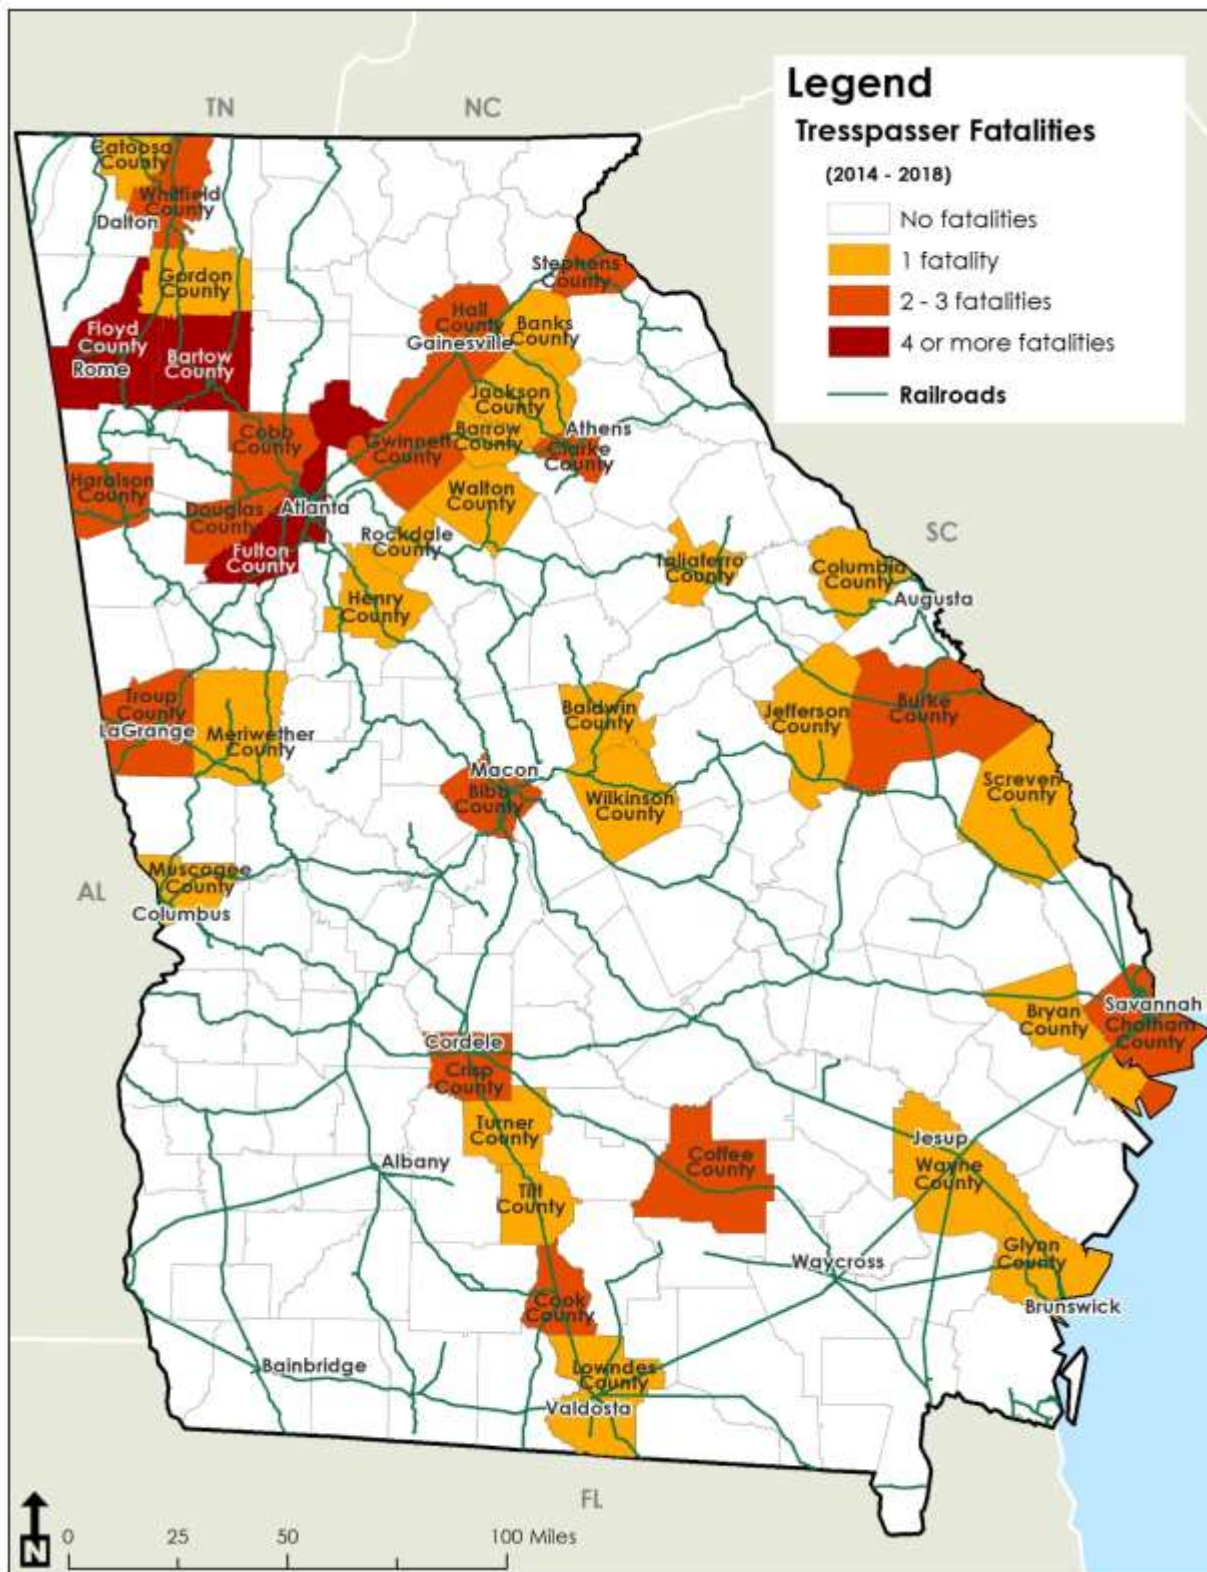 Legend
Tresspasser Fatalities
(2014 - 2018)
No fatalities
1 fatality
2 - 3 fatalities
4 or more fatalities
Railroads
TN
NC
Catoosa
County
Whitfield
County
Dalton
Gordon
County
Stephens
County
Hall
County
Gainesville
Banks
County
Floyd
County
Rome
Bartow
County
Jackson
County
Cobb
County
Gwinnett
County
Barrow
County
Athens
Clarke
County
Haralson
County
Douglas
County
Atlanta
Walton
County
Fulton
County
Rockdale
County
Taliaferro
County
SC
Columbia
County
Augusta
Henry
County
Troup
County
LaGrange
Meriwether
County
Baldwin
County
Jefferson
County
Burke
County
Macon
Bibb
County
Wilkinson
County
Screven
County
AL
Muscogee
County
Columbus
Bryan
County
Savannah
Chatham
County
Cordele
Crisp
County
Turner
County
Albany
Tift
County
Coffee
County
Jesup
Wayne
County
Waycross
Glynn
County
Brunswick
Cook
County
Bainbridge
Lowndes
County
Valdosta
FL
N
0 25 50 100 Miles